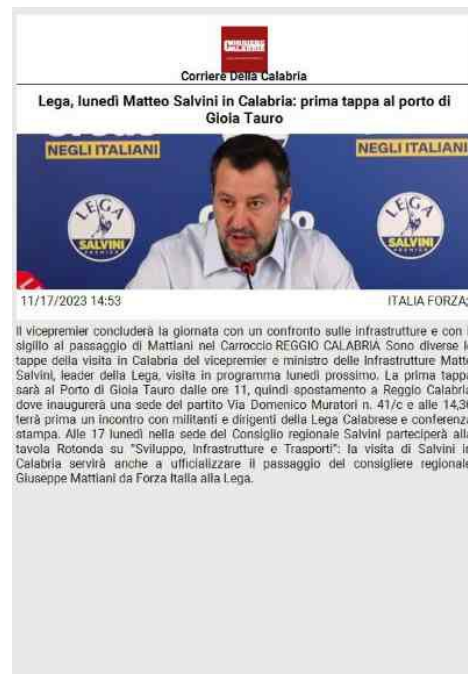 CORRIERE
CALABRIA
Corriere Della Calabria
Lega, lunedì Matteo Salvini in Calabria: prima tappa al porto di
Gioia Tauro
NEGLI ITALIANI
NEGLI ITALIANI
LEGA
SALVINI
PREMIER
LEGA
SALVINI
PREMIER
11/17/2023 14:53
ITALIA FORZA;
Il vicepremier concluderà la giornata con un confronto sulle infrastrutture e con i
sigillo al passaggio di Mattiani nel Carroccio REGGIO CALABRIA Sono diverse le
tappe della visita in Calabria del vicepremier e ministro delle Infrastrutture Matte
Salvini, leader della Lega, visita in programma lunedì prossimo. La prima tappa
sarà al Porto di Gioia Tauro dalle ore 11, quindi spostamento a Reggio Calabria
dove inaugurerà una sede del partito Via Domenico Muratori n. 41/c e alle 14,30
terrà prima un incontro con militanti e dirigenti della Lega Calabrese e conferenza
stampa. Alle 17 lunedì nella sede del Consiglio regionale Salvini parteciperà alla
tavola Rotonda su "Sviluppo, Infrastrutture e Trasporti": la visita di Salvini in
Calabria servirà anche a ufficializzare il passaggio del consigliere regionale
Giuseppe Mattiani da Forza Italia alla Lega.